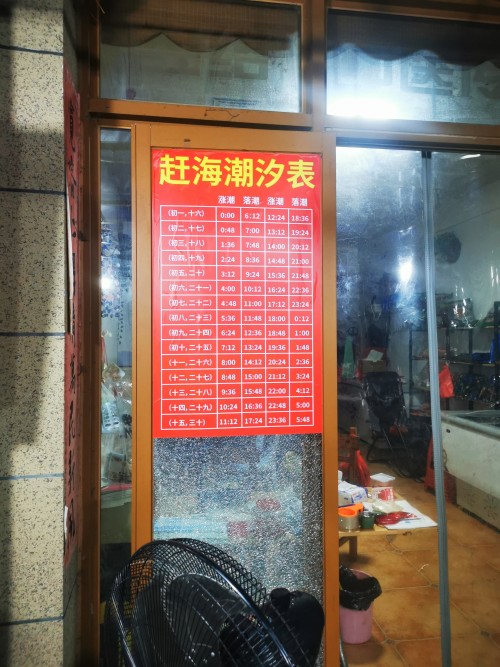 赶海潮汐表
涨潮 落潮 涨潮 落潮
(初一,十六) 0:00 6:12 12:24 18:36
(初二,十七) 0:48 7:00 13:12 19:24
(初三,十八) 1:36 7:48 14:00 20:12
(初四,十九) 2:24 8:36 14:48 21:00
(初五,二十) 3:12 9:24 15:36 21:48
(初六,二十一) 4:00 10:12 16:24 22:36
(初七,二十二) 4:48 11:00 17:12 23:24
(初八,二十三) 5:36 11:48 18:00 0:12
(初九,二十四) 6:24 12:36 18:48 1:00
(初十,二十五) 7:12 13:24 19:36 1:48
(十一,二十六) 8:00 14:12 20:24 2:36
(十二,二十七) 8:48 15:00 21:12 3:24
(十三,二十八) 9:36 15:48 22:00 4:12
(十四,二十九) 10:24 16:36 22:48 5:00
(十五,三十) 11:12 17:24 23:36 5:48